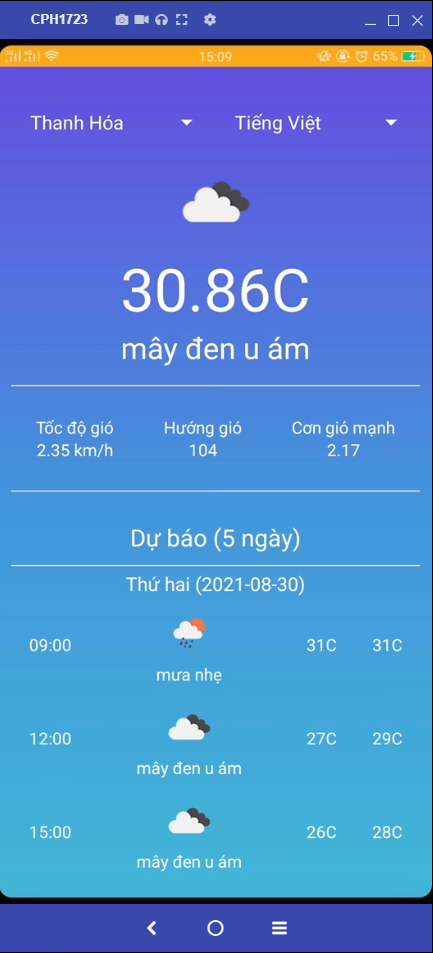 CPH1723
15:09 65%
Thanh Hóa Tiếng Việt
30.86C
mây đen u ám
Tốc độ gió Hướng gió Cơn gió mạnh
2.35 km/h 104 2.17
Dự báo (5 ngày)
Thứ hai (2021-08-30)
09:00 31C 31C
mưa nhẹ
12:00 27C 29C
mây đen u ám
15:00 26C 28C
mây đen u ám